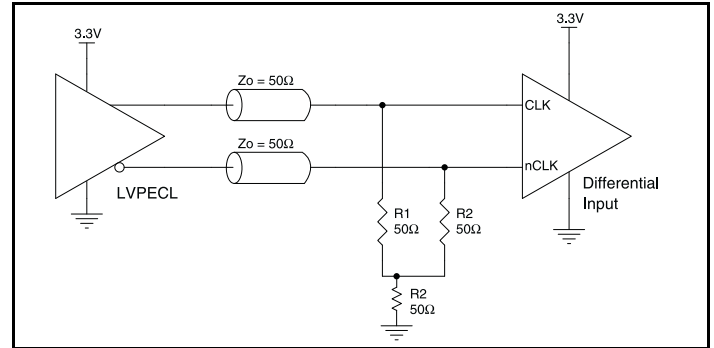 3.3V
3.3V
Zo = 50Ω
CLK
Zo = 50Ω
nCLK
LVPECL
Differential
Input
R1
50Ω
R2
50Ω
R2
50Ω